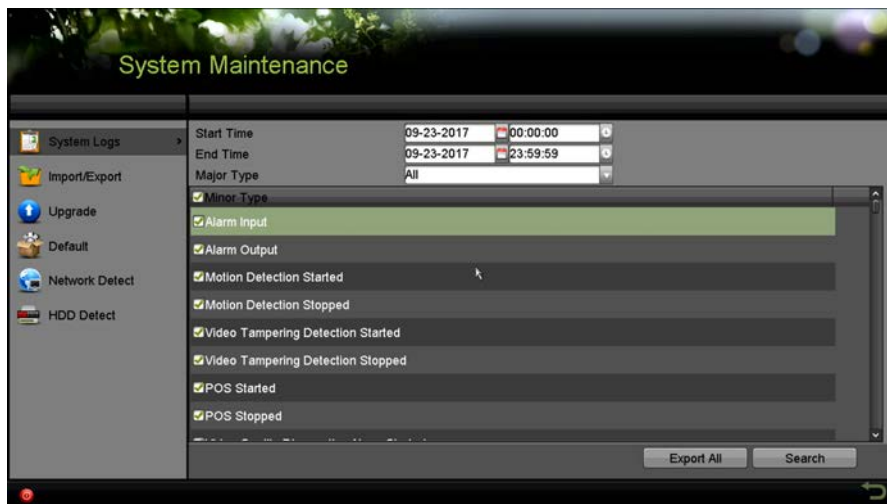 System Maintenance
System Logs
Import/Export
Upgrade
Default
Network Detect
HDD Detect
Start Time 09-23-2017 00:00:00
End Time 09-23-2017 23:59:59
Major Type All
Minor Type
Alarm Input
Alarm Output
Motion Detection Started
Motion Detection Stopped
Video Tampering Detection Started
Video Tampering Detection Stopped
POS Started
POS Stopped
Export All Search